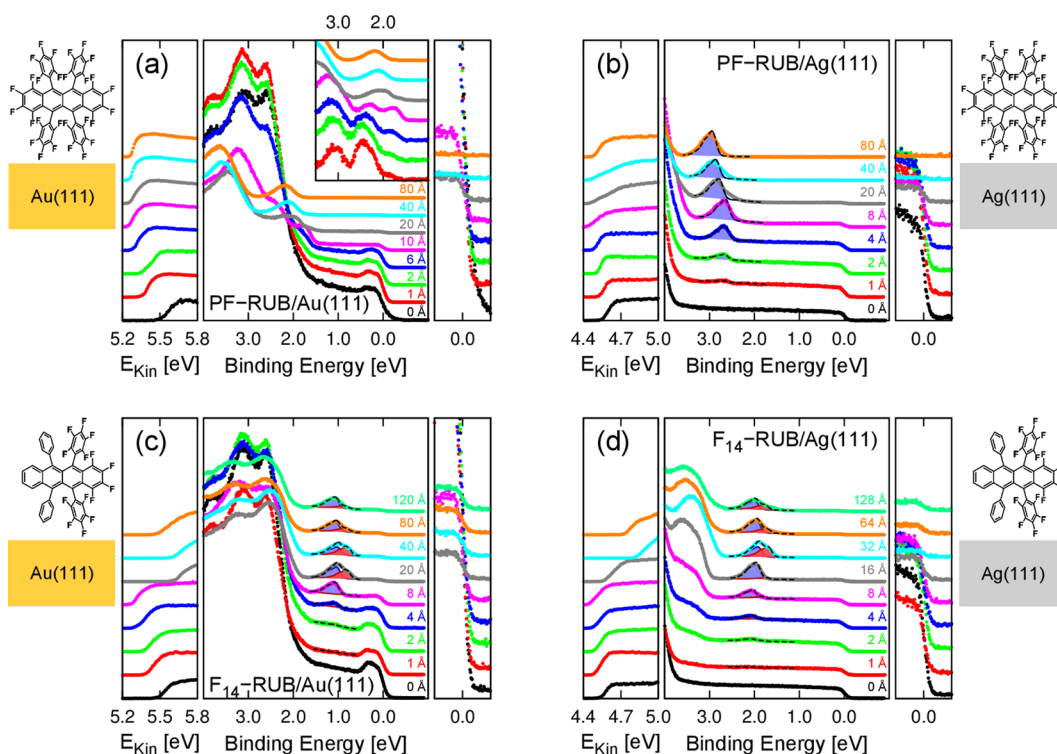 3.0 2.0
(a)
Au(111)
80 Å
40 Å
20 Å
10 Å
6 Å
2 Å
1 Å
0 Å
PF−RUB/Au(111)
5.2 5.5 5.8 3.0 2.0 1.0 0.0 0.0
E_Kin [eV] Binding Energy [eV]
(b) PF−RUB/Ag(111)
Ag(111)
80 Å
40 Å
20 Å
8 Å
4 Å
2 Å
1 Å
0 Å
4.4 4.7 5.0 3.0 2.0 1.0 0.0 0.0
E_Kin [eV] Binding Energy [eV]
(c)
Au(111)
120 Å
80 Å
40 Å
20 Å
8 Å
4 Å
2 Å
1 Å
0 Å
F₁₄−RUB/Au(111)
5.2 5.5 5.8 3.0 2.0 1.0 0.0 0.0
E_Kin [eV] Binding Energy [eV]
(d) F₁₄−RUB/Ag(111)
Ag(111)
128 Å
64 Å
32 Å
16 Å
8 Å
4 Å
2 Å
1 Å
0 Å
4.4 4.7 5.0 3.0 2.0 1.0 0.0 0.0
E_Kin [eV] Binding Energy [eV]